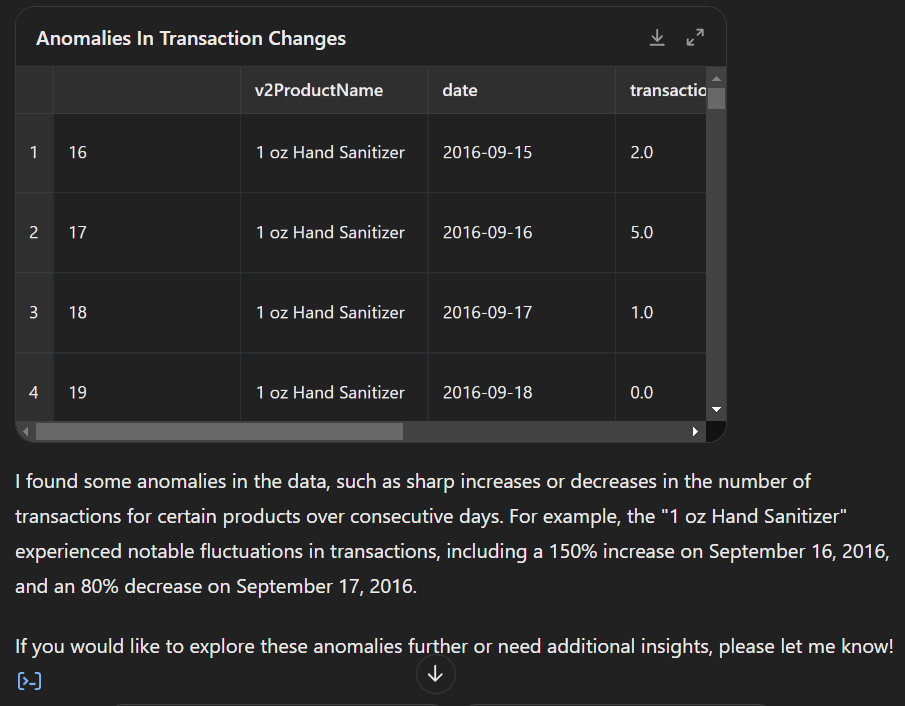 Anomalies In Transaction Changes
v2ProductName date transactio
1 16 1 oz Hand Sanitizer 2016-09-15 2.0
2 17 1 oz Hand Sanitizer 2016-09-16 5.0
3 18 1 oz Hand Sanitizer 2016-09-17 1.0
4 19 1 oz Hand Sanitizer 2016-09-18 0.0
I found some anomalies in the data, such as sharp increases or decreases in the number of
transactions for certain products over consecutive days. For example, the "1 oz Hand Sanitizer"
experienced notable fluctuations in transactions, including a 150% increase on September 16, 2016,
and an 80% decrease on September 17, 2016.
If you would like to explore these anomalies further or need additional insights, please let me know!